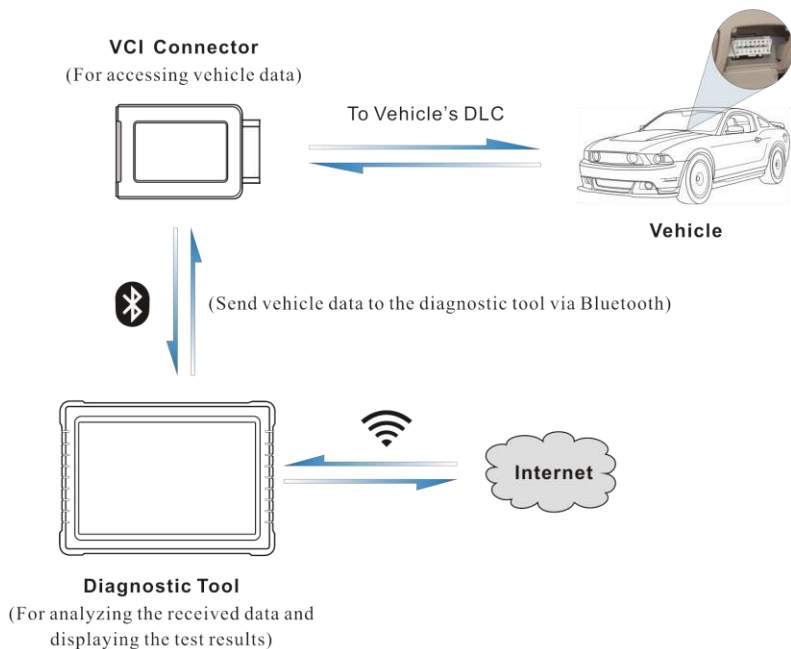 VCI Connector
(For accessing vehicle data)
To Vehicle's DLC
Vehicle
(Send vehicle data to the diagnostic tool via Bluetooth)
Internet
Diagnostic Tool
(For analyzing the received data and
displaying the test results)